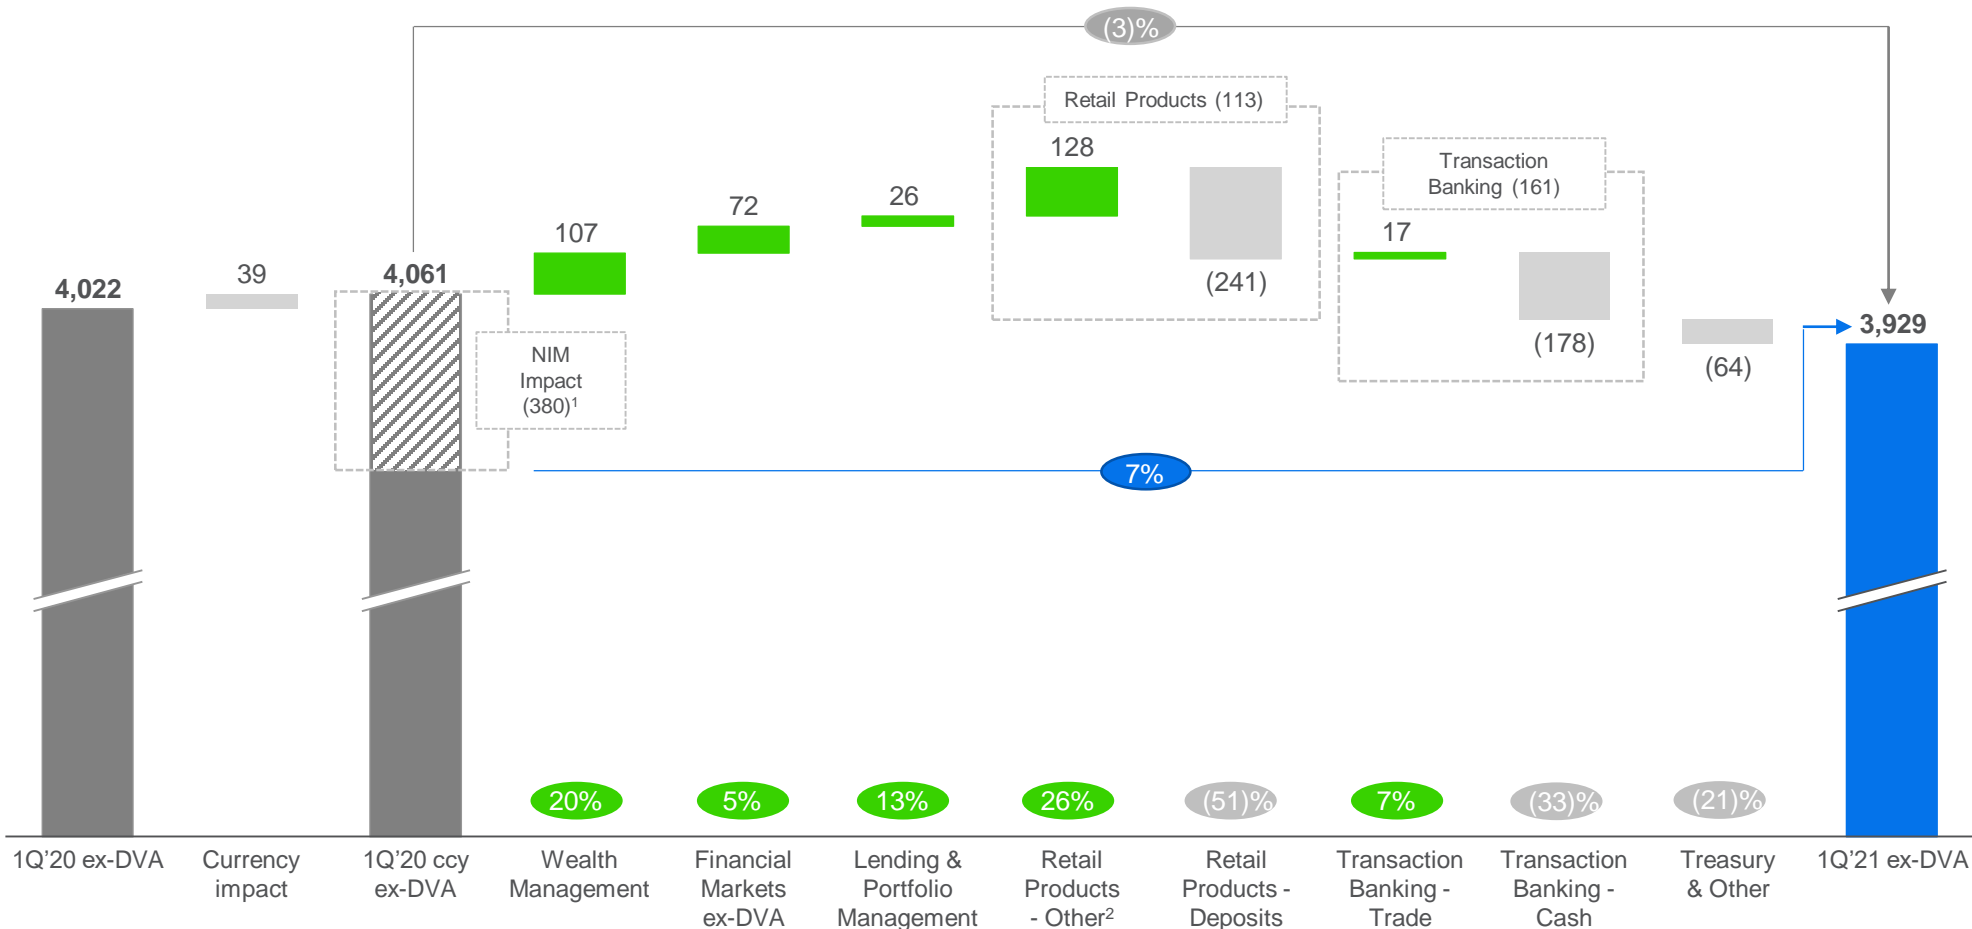 (3)%
Retail Products (113)
128
Transaction
Banking (161)
(241)
107
72
26
17
4,022
39
4,061
NIM
Impact
(380)¹
(178)
(64)
3,929
7%
20%
5%
13%
26%
(51)%
7%
(33)%
(21)%
1Q’20 ex-DVA
Currency
impact
1Q’20 ccy
ex-DVA
Wealth
Management
Financial
Markets
ex-DVA
Lending &
Portfolio
Management
Retail
Products
- Other²
Retail
Products -
Deposits
Transaction
Banking -
Trade
Transaction
Banking -
Cash
Treasury
& Other
1Q’21 ex-DVA